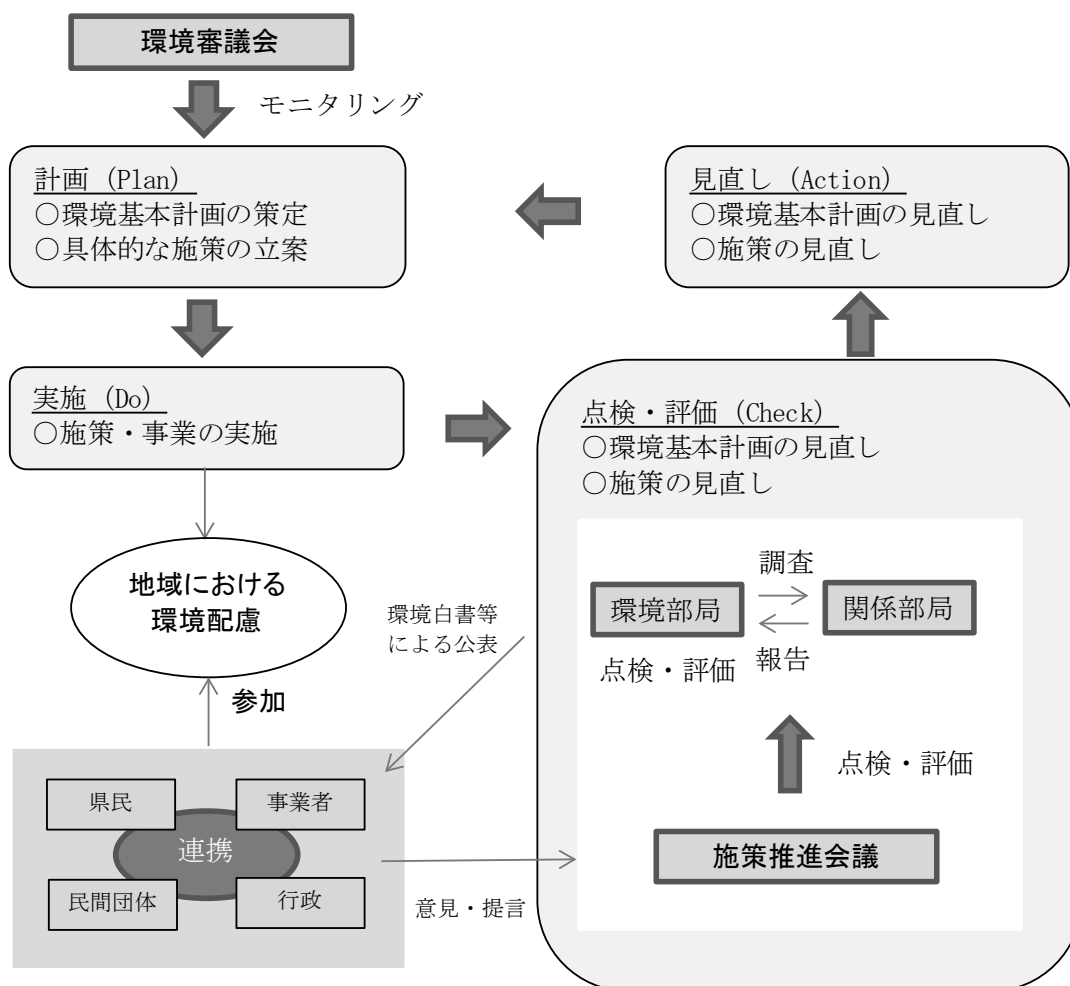 環境審議会
モニタリング
計画 (Plan)
○環境基本計画の策定
○具体的な施策の立案
見直し (Action)
○環境基本計画の見直し
○施策の見直し
実施 (Do)
○施策・事業の実施
点検・評価 (Check)
○環境基本計画の見直し
○施策の見直し
地域における
環境配慮
参加
環境白書等
による公表
調査
環境部局
関係部局
報告
点検・評価
点検・評価
施策推進会議
県民
事業者
連携
民間団体
行政
意見・提言